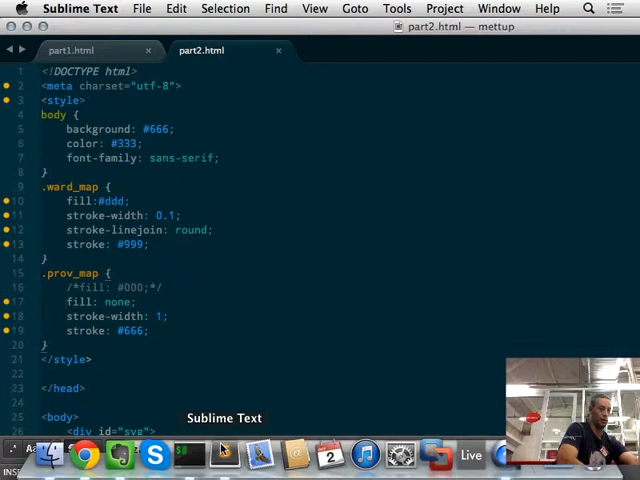 Sublime Text File Edit Selection Find View Goto Tools Project Window Help
part2.html — mettup
part1.html × part2.html ×
1 <!DOCTYPE html>
2 <meta charset="utf-8">
3 <style>
4 body {
5 background: #666;
6 color: #333;
7 font-family: sans-serif;
8 }
9 .ward_map {
10 fill:#ddd;
11 stroke-width: 0.1;
12 stroke-linejoin: round;
13 stroke: #999;
14 }
15 .prov_map {
16 /*fill: #000;*/
17 fill: none;
18 stroke-width: 1;
19 stroke: #666;
20 }
21 </style>
22
23 </head>
24
25 <body>
Sublime Text
26 <div id="svg">
2
Live